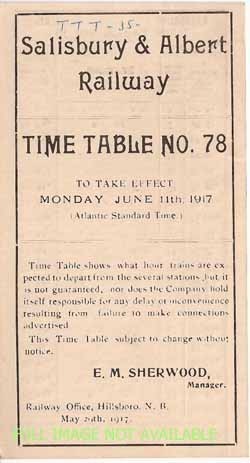 TTT-35-
Salisbury & Albert
Railway
TIME TABLE NO. 78
TO TAKE EFFECT
MONDAY JUNE 11th, 1917
(Atlantic Standard Time.)
Time Table shows what hour trains are ex-
pected to depart from the several stations, but it
is not guaranteed, nor does the Company hold
itself responsible for any delay or inconvenience
resulting from failure to make connections
advertised
This Time Table subject to change without
notice.
E. M. SHERWOOD,
Manager.
Railway Office, Hillsboro, N. B.
May 29th, 1917.
FULL IMAGE NOT AVAILABLE